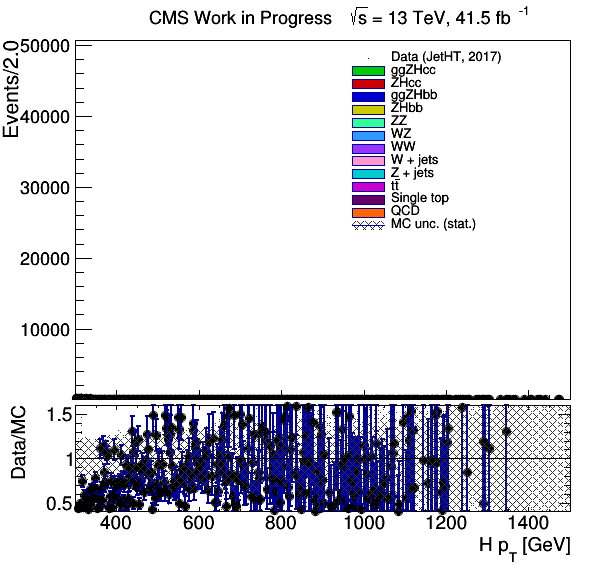 CMS Work in Progress √s = 13 TeV, 41.5 fb -1
Events/2.0
50000
40000
30000
20000
10000
Data (JetHT, 2017)
ggZHcc
ZHcc
ggZHbb
ZHbb
ZZ
WZ
WW
W + jets
Z + jets
tt̄
Single top
QCD
MC unc. (stat.)
Data/MC
1.5
1
0.5
400 600 800 1000 1200 1400
H pT [GeV]